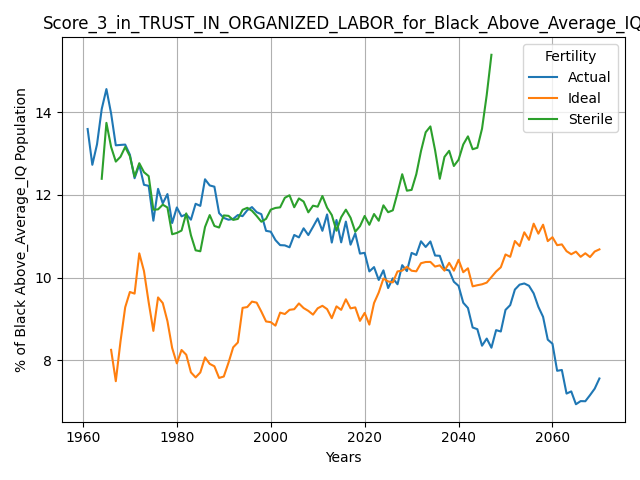 Score_3_in_TRUST_IN_ORGANIZED_LABOR_for_Black_Above_Average_IQ
Fertility
Actual
Ideal
Sterile
% of Black Above_Average_IQ Population
14
12
10
8
1960 1980 2000 2020 2040 2060
Years